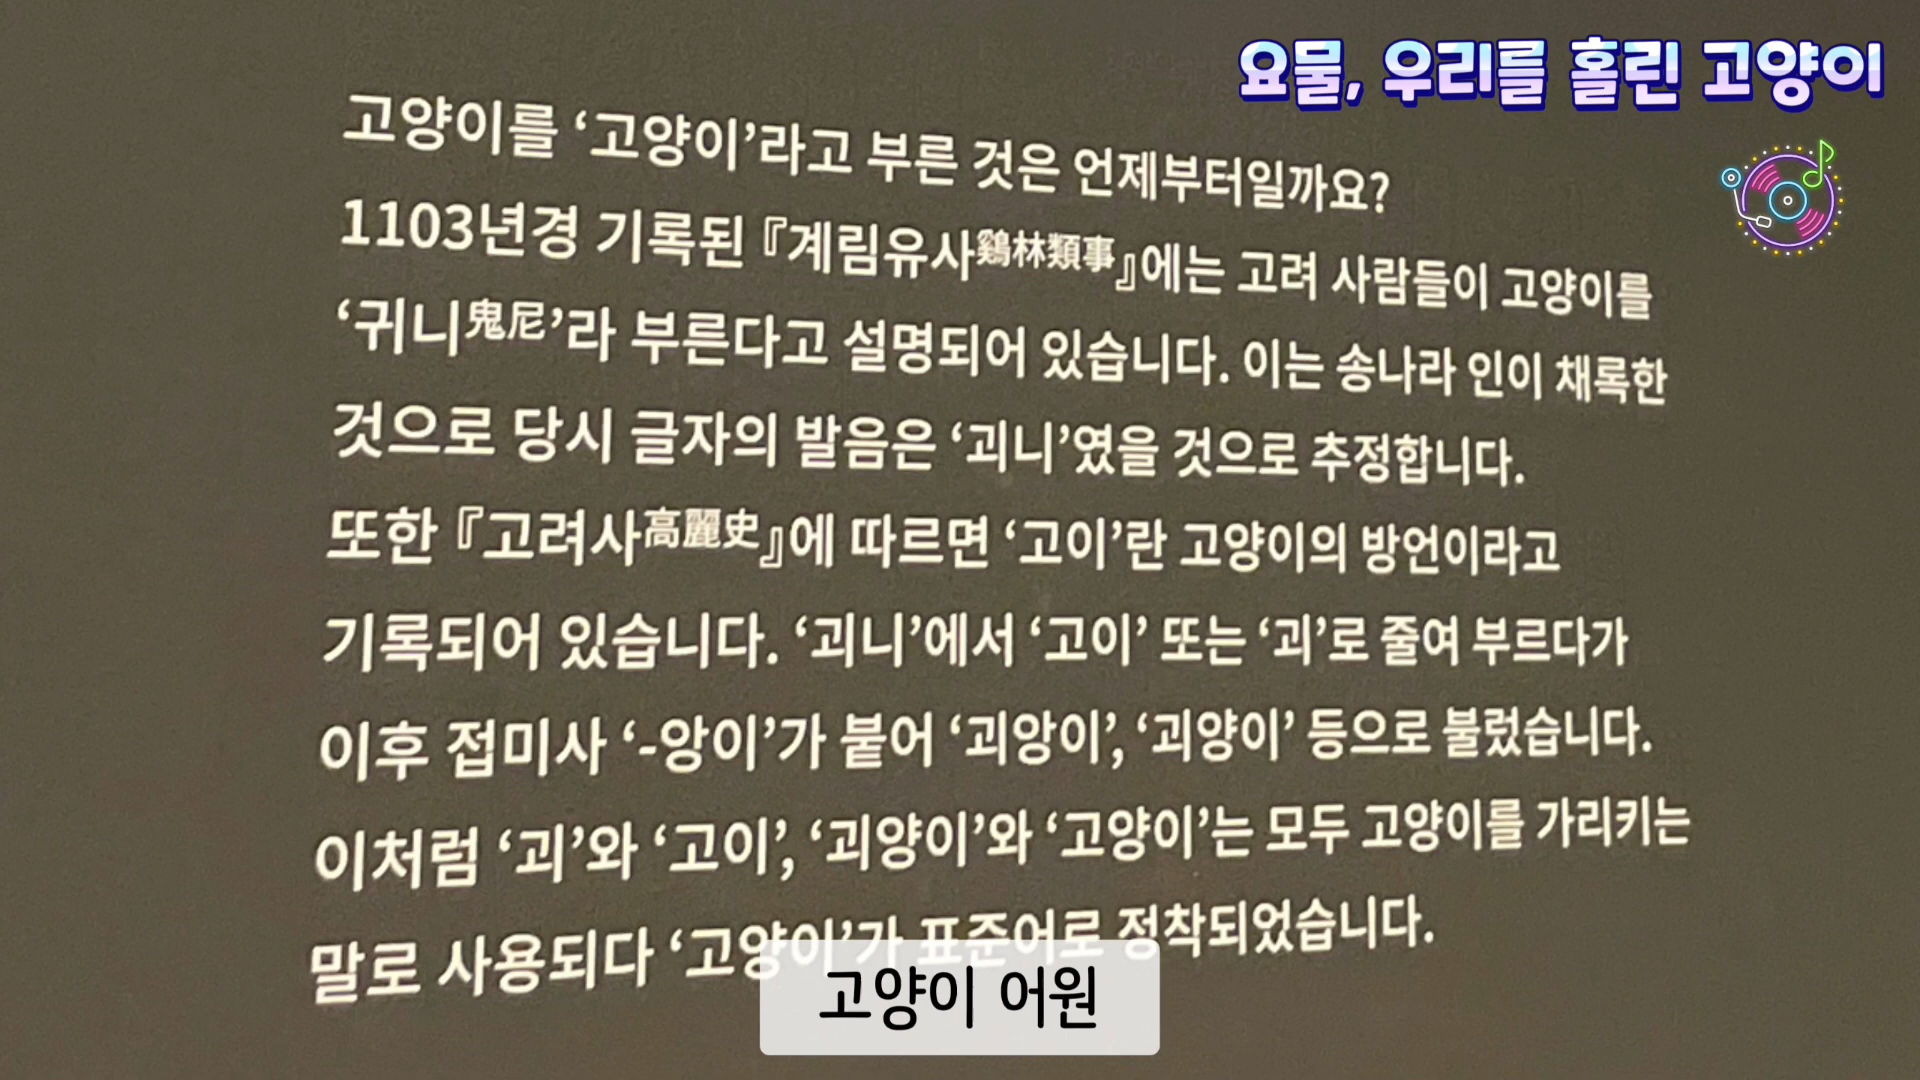 요물, 우리를 홀린 고양이
고양이를 ‘고양이’라고 부른 것은 언제부터일까요?
1103년경 기록된 『계림유사鷄林類事』에는 고려 사람들이 고양이를
‘귀니鬼尼’라 부른다고 설명되어 있습니다. 이는 송나라 인이 채록한
것으로 당시 글자의 발음은 ‘괴니’였을 것으로 추정합니다.
또한 『고려사高麗史』에 따르면 ‘고이’란 고양이의 방언이라고
기록되어 있습니다. ‘괴니’에서 ‘고이’ 또는 ‘괴’로 줄여 부르다가
이후 접미사 ‘-앙이’가 붙어 ‘괴앙이’, ‘괴양이’ 등으로 불렀습니다.
이처럼 ‘괴’와 ‘고이’, ‘괴양이’와 ‘고양이’는 모두 고양이를 가리키는
말로 사용되다 ‘고양이’가 표준어로 정착되었습니다.
고양이 어원